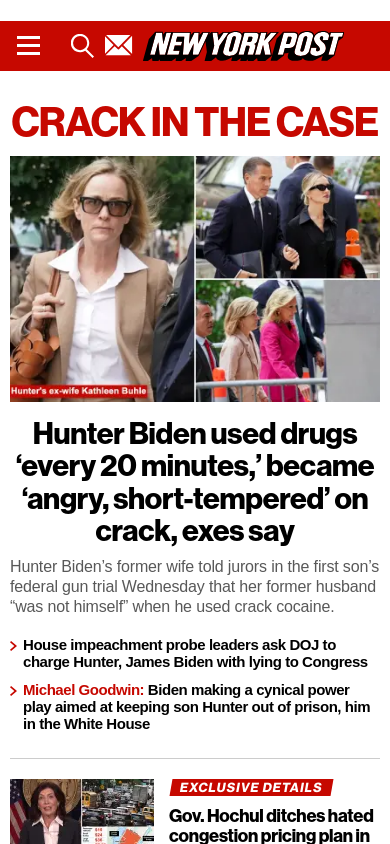 NEW YORK POST
CRACK IN THE CASE
Hunter's ex-wife Kathleen Buhle
Hunter Biden used drugs
‘every 20 minutes,’ became
‘angry, short-tempered’ on
crack, exes say
Hunter Biden’s former wife told jurors in the first son’s
federal gun trial Wednesday that her former husband
“was not himself” when he used crack cocaine.
House impeachment probe leaders ask DOJ to
charge Hunter, James Biden with lying to Congress
Michael Goodwin: Biden making a cynical power
play aimed at keeping son Hunter out of prison, him
in the White House
EXCLUSIVE DETAILS
Gov. Hochul ditches hated
congestion pricing plan in